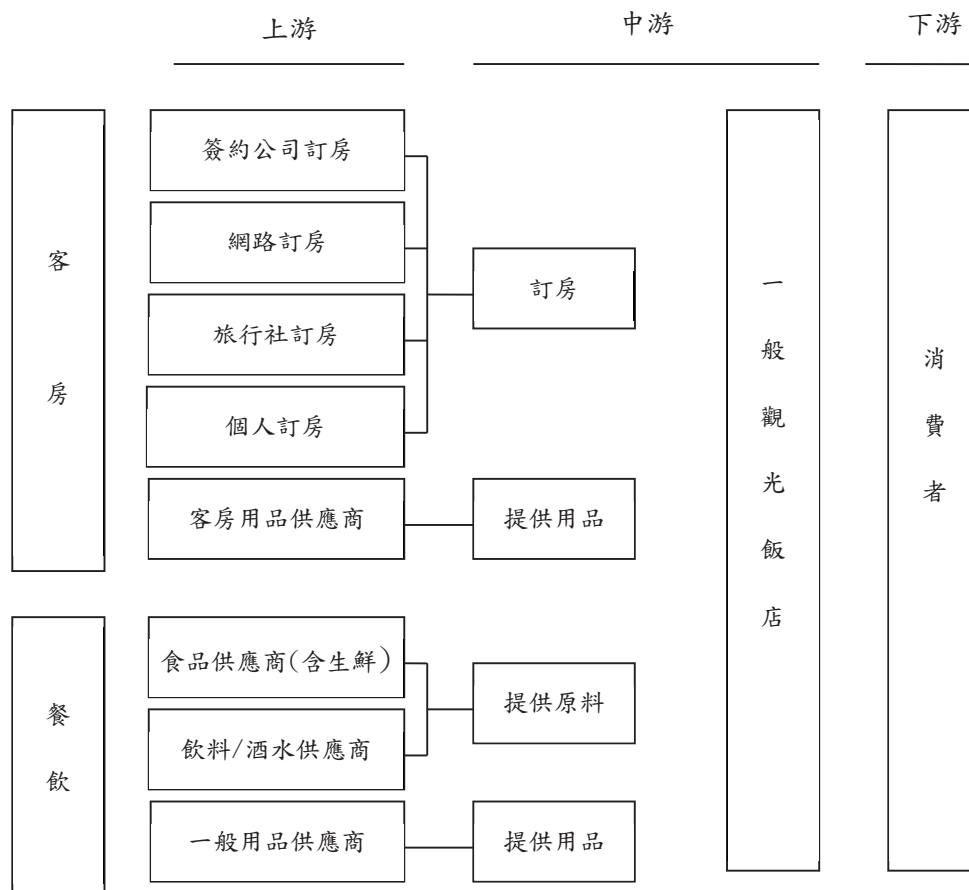 上游
中游
下游
客房
簽約公司訂房
網路訂房
旅行社訂房
個人訂房
客房用品供應商
訂房
提供用品
餐飲
食品供應商(含生鮮)
飲料/酒水供應商
一般用品供應商
提供原料
提供用品
一般觀光飯店
消費者